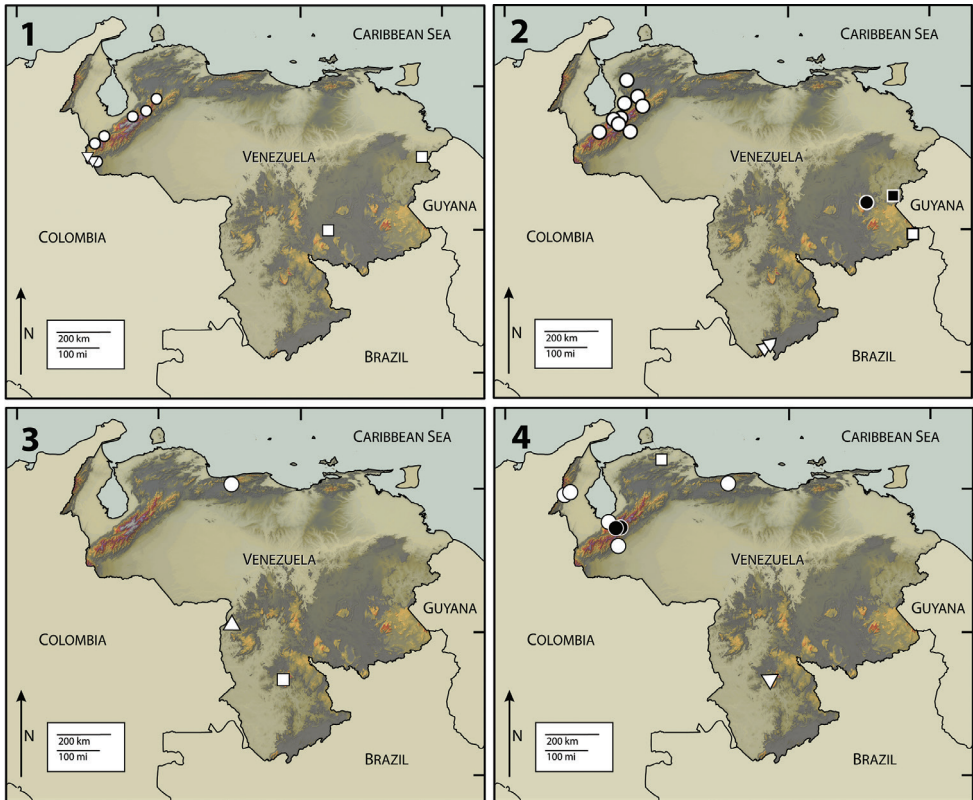 1
CARIBBEAN SEA
VENEZUELA
GUYANA
COLOMBIA
N
200 km
100 mi
BRAZIL
2
CARIBBEAN SEA
VENEZUELA
GUYANA
COLOMBIA
N
200 km
100 mi
BRAZIL
3
CARIBBEAN SEA
VENEZUELA
GUYANA
COLOMBIA
N
200 km
100 mi
BRAZIL
4
CARIBBEAN SEA
VENEZUELA
GUYANA
COLOMBIA
N
200 km
100 mi
BRAZIL